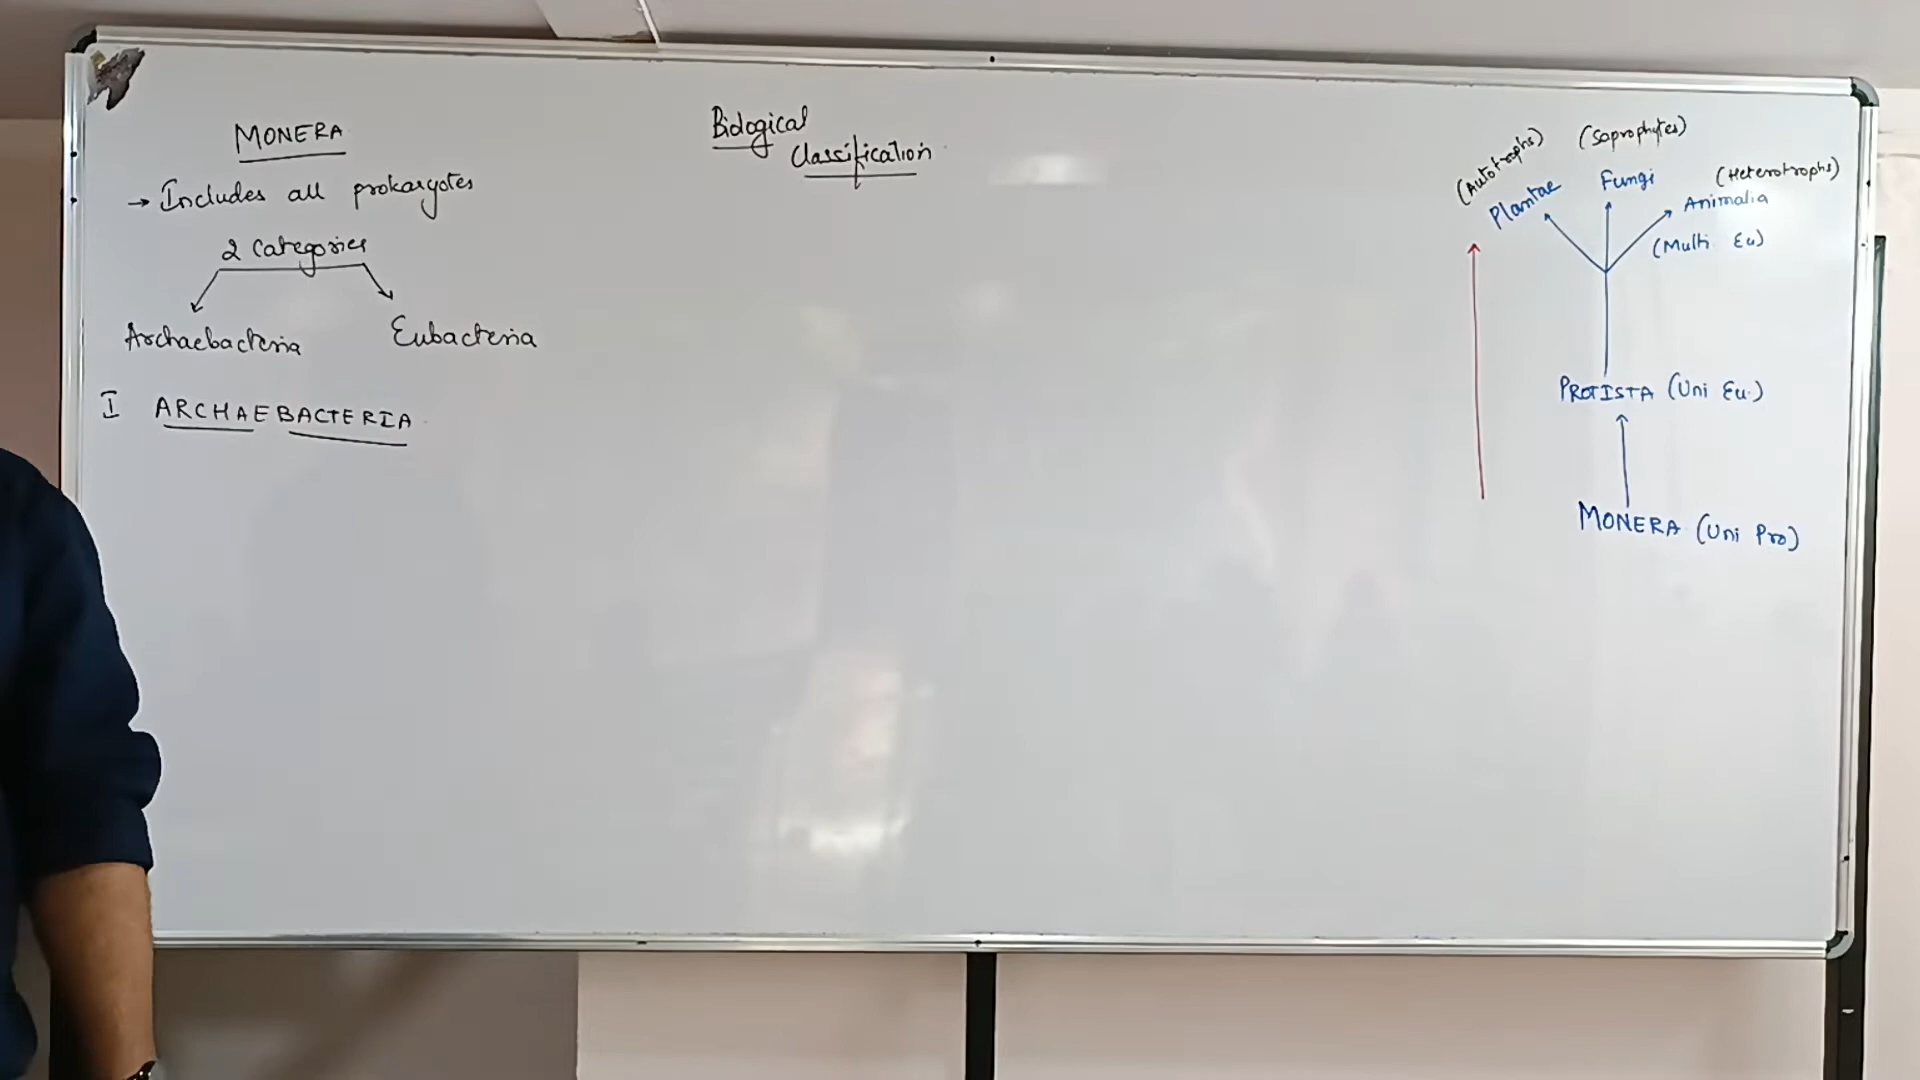 MONERA
→ Includes all prokaryotes
2 Categories
Archaebacteria Eubacteria
I ARCHAEBACTERIA
Biological
Classification
(Autotrophs) (Saprophytes) (Heterotrophs)
Plantae Fungi Animalia
(Multi Eu)
PROTISTA (Uni Eu.)
MONERA (Uni Pro)